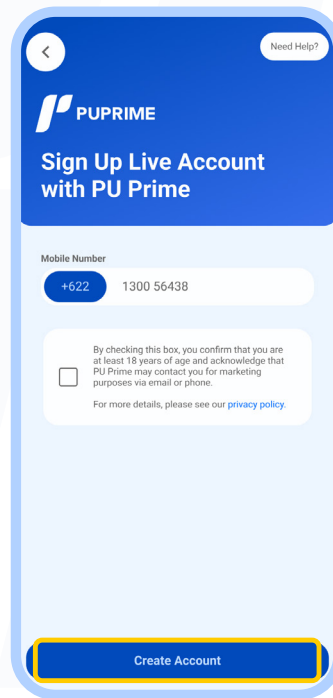 Need Help?
PUPRIME
Sign Up Live Account
with PU Prime
Mobile Number
+622 1300 56438
By checking this box, you confirm that you are
at least 18 years of age and acknowledge that
PU Prime may contact you for marketing
purposes via email or phone.
For more details, please see our privacy policy.
Create Account